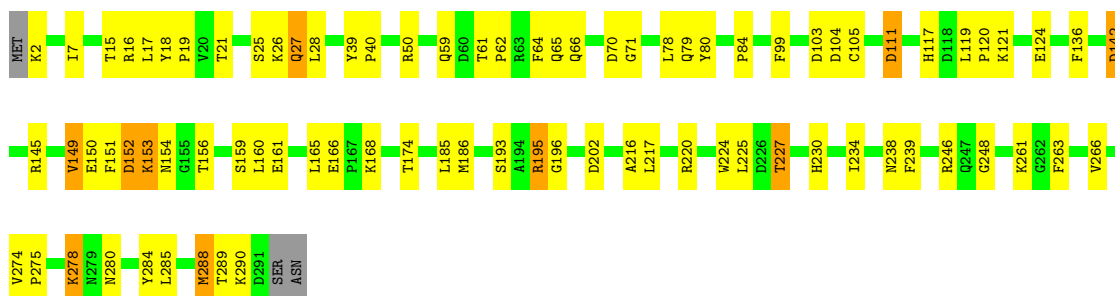 MET K2 I7 T15 R16 L17 Y18 P19 V20 T21 S25 K26 Q27 L28 Y39 P40 R50 Q59 D60 T61 P62 R63 F64 Q65 Q66 D70 G71 L78 Q79 Y80 P84 F99 D103 D104 C105 D111 H117 D118 L119 P120 K121 E124 F136
R145 V149 E150 F151 D152 K153 N154 G155 T156 S159 L160 E161 L165 E166 P167 K168 T174 L185 M186 S193 A194 R195 G196 D202 A216 L217 R220 W224 L225 D226 T227 H230 I234 N238 F239 R246 Q247 G248 K261 G262 F263 V266
V274 P275 K278 N279 N280 Y284 L285 M288 T289 K290 D291 SER ASN